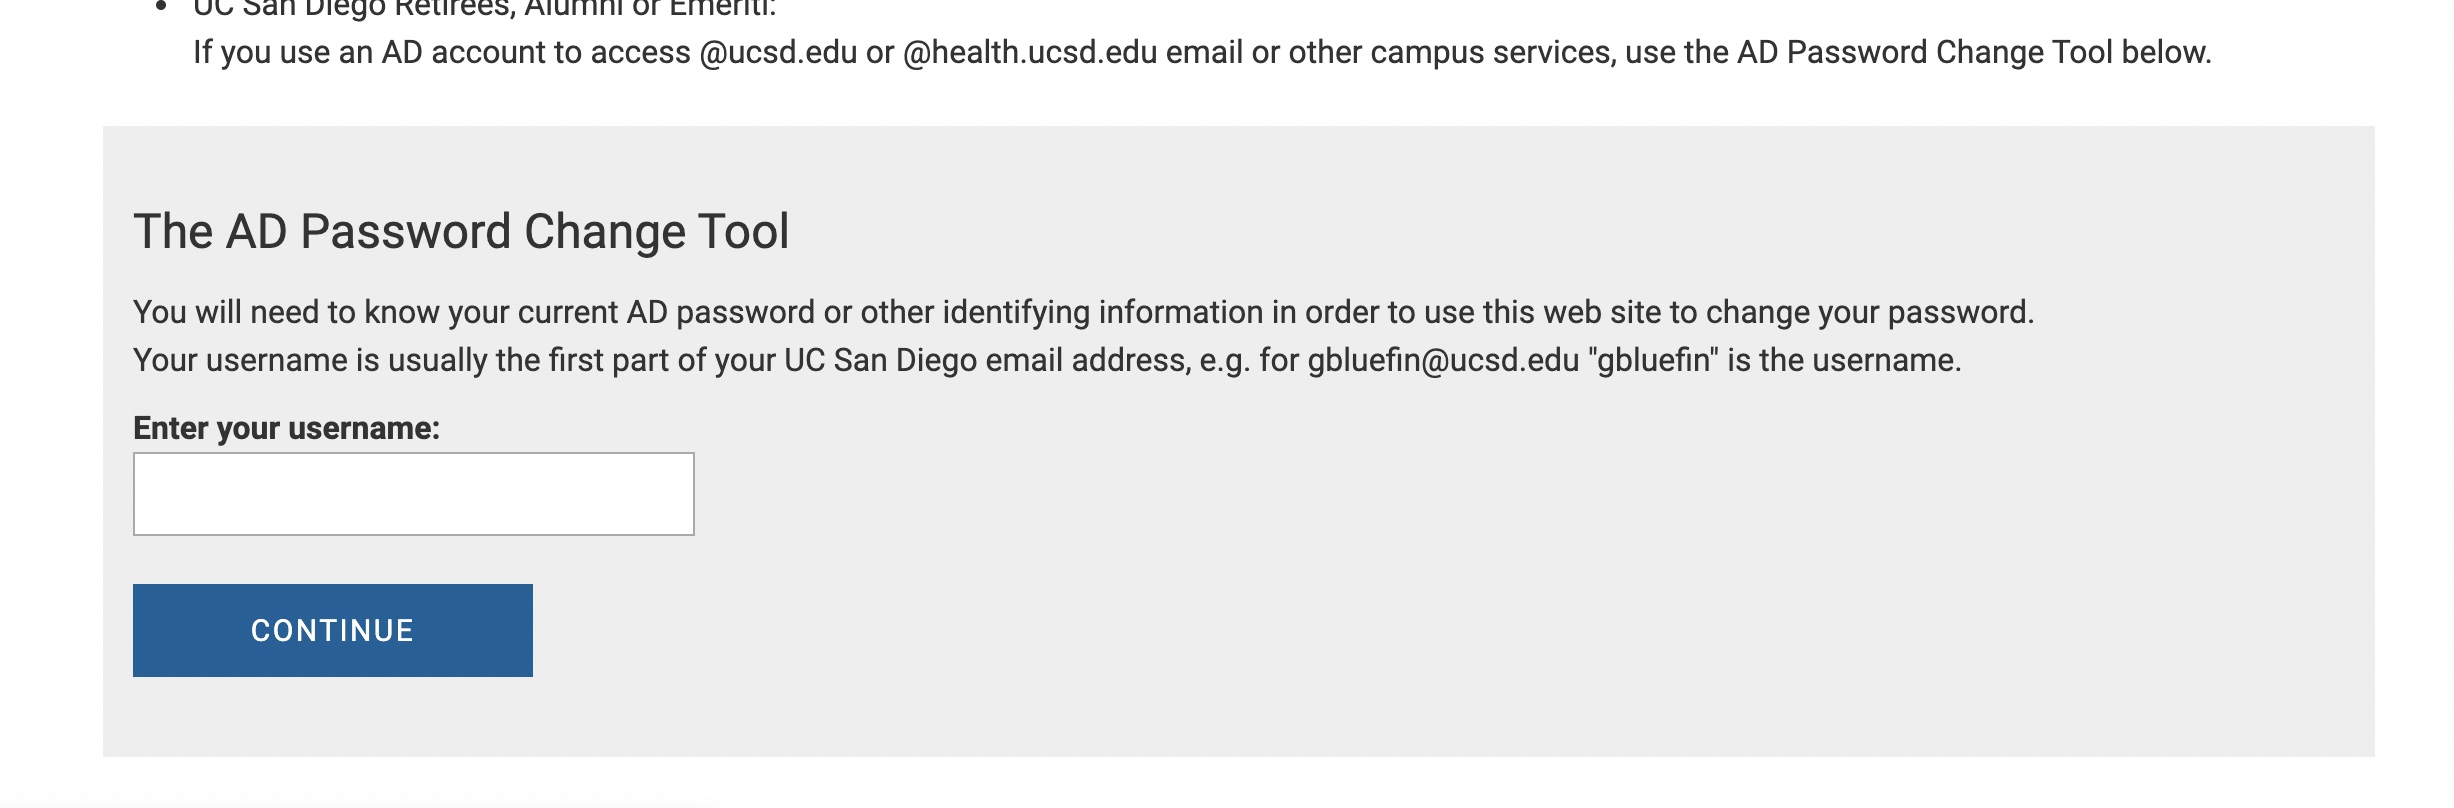 • UC San Diego Retirees, Alumni or Emeriti:
If you use an AD account to access @ucsd.edu or @health.ucsd.edu email or other campus services, use the AD Password Change Tool below.
The AD Password Change Tool
You will need to know your current AD password or other identifying information in order to use this web site to change your password.
Your username is usually the first part of your UC San Diego email address, e.g. for gbluefin@ucsd.edu "gbluefin" is the username.
Enter your username:
CONTINUE